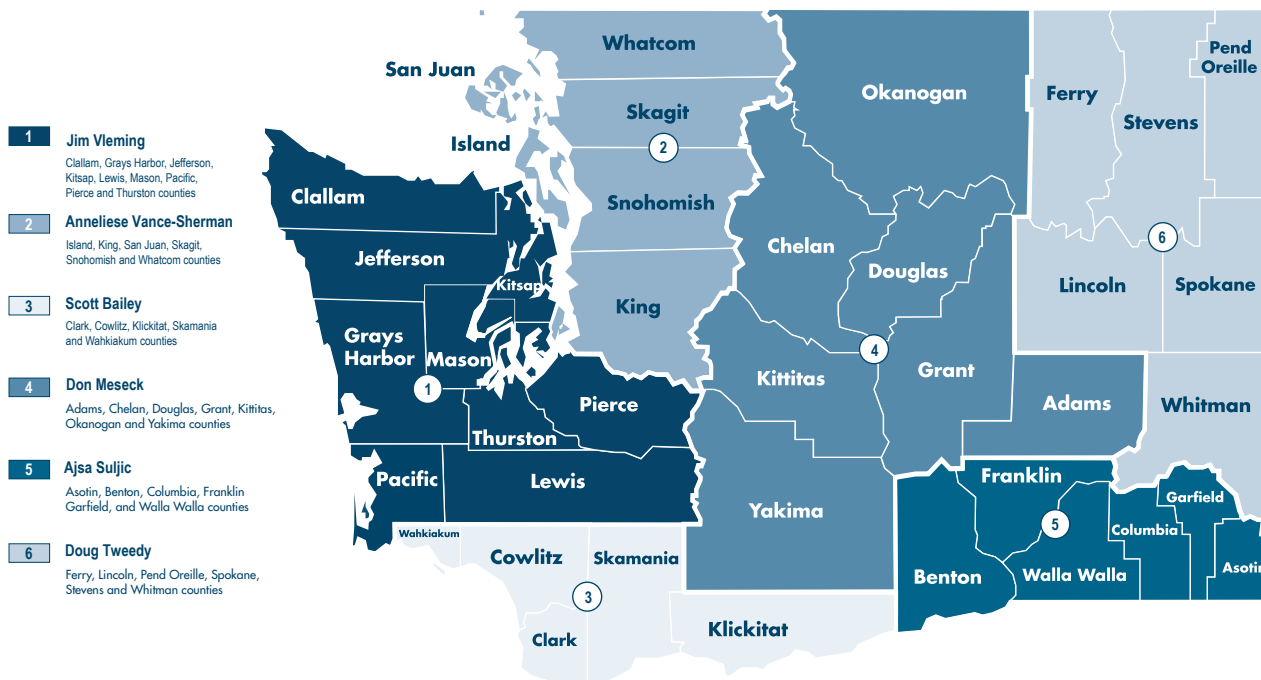 1
Jim Vleming
Clallam, Grays Harbor, Jefferson,
Kitsap, Lewis, Mason, Pacific,
Pierce and Thurston counties
2
Anneliese Vance-Sherman
Island, King, San Juan, Skagit,
Snohomish and Whatcom counties
3
Scott Bailey
Clark, Cowlitz, Klickitat, Skamania
and Wahkiakum counties
4
Don Meseck
Adams, Chelan, Douglas, Grant, Kittitas,
Okanogan and Yakima counties
5
Ajsa Suljic
Asotin, Benton, Columbia, Franklin
Garfield, and Walla Walla counties
6
Doug Tweedy
Ferry, Lincoln, Pend Oreille, Spokane,
Stevens and Whitman counties
Whatcom
San Juan
Skagit
Island
2
Snohomish
King
Clallam
Jefferson
Kitsap
Grays
Harbor
Mason
1
Pierce
Thurston
Pacific
Lewis
Wahkiakum
Cowlitz
Skamania
3
Clark
Klickitat
Okanogan
Chelan
Douglas
4
Kittitas
Grant
Adams
Yakima
Ferry
Stevens
Pend
Oreille
6
Lincoln
Spokane
Whitman
Franklin
5
Benton
Walla Walla
Columbia
Garfield
Asotin